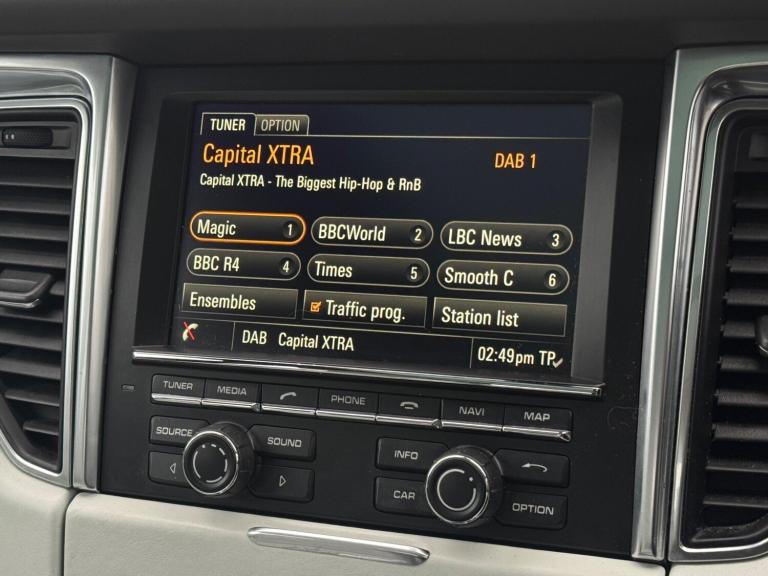 TUNER OPTION
Capital XTRA DAB 1
Capital XTRA - The Biggest Hip-Hop & RnB
Magic 1 BBCWorld 2 LBC News 3
BBC R4 4 Times 5 Smooth C 6
Ensembles Traffic prog. Station list
DAB Capital XTRA 02:49pm TP
TUNER MEDIA PHONE NAVI MAP
SOURCE SOUND INFO
CAR OPTION